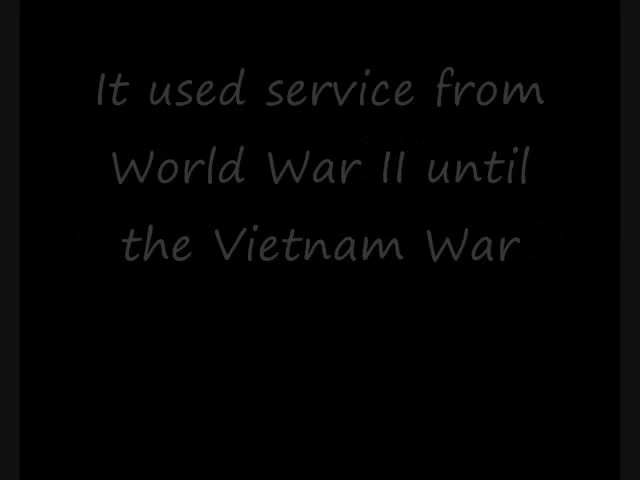 It used service from
World War II until
the Vietnam War